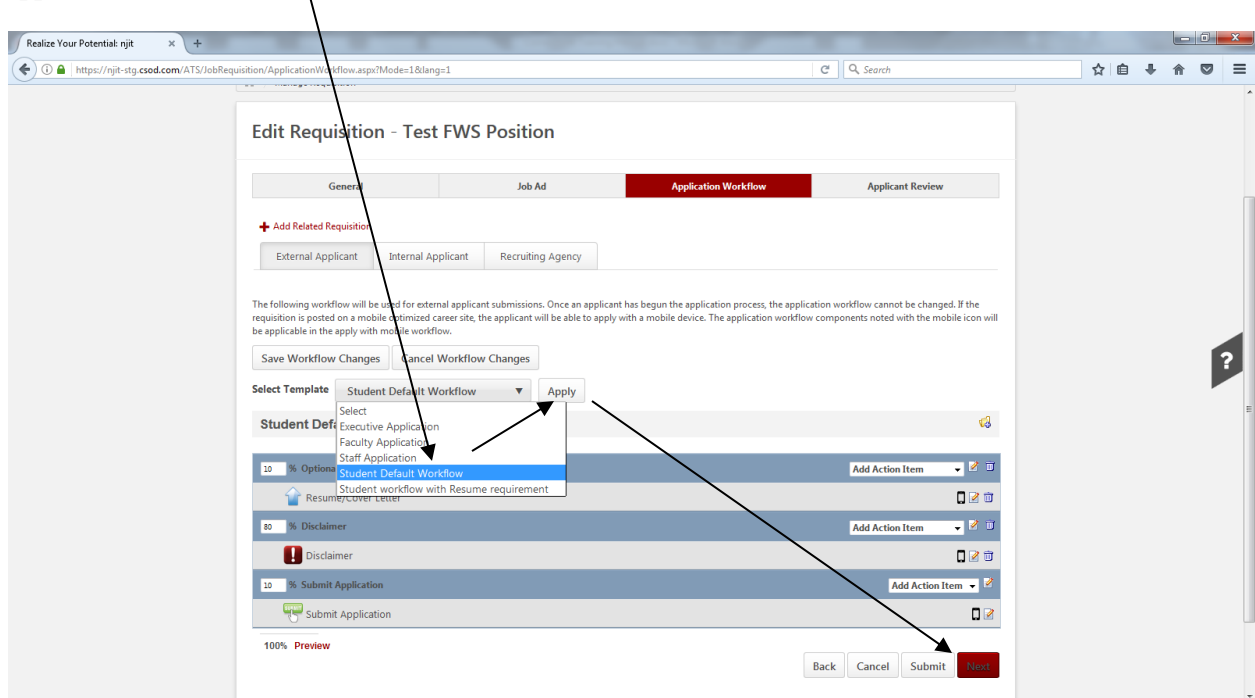 Realize Your Potential: njit
https://njit-stg.csod.com/ATS/JobRequisition/ApplicationWorkflow.aspx?Mode=1&lang=1
Search
Manage Requisition
Edit Requisition - Test FWS Position
General Job Ad Application Workflow Applicant Review
Add Related Requisition
External Applicant Internal Applicant Recruiting Agency
The following workflow will be used for external applicant submissions. Once an applicant has begun the application process, the application workflow cannot be changed. If the
requisition is posted on a mobile optimized career site, the applicant will be able to apply with a mobile device. The application workflow components noted with the mobile icon will
be applicable in the apply with mobile workflow.
Save Workflow Changes Cancel Workflow Changes
Select Template Student Default Workflow Apply
Select
Student Defa
Executive Application
Faculty Application
Staff Application
10 % Optiona Add Action Item
Student Default Workflow
Student workflow with Resume requirement
Resume/Cover Letter
80 % Disclaimer Add Action Item
Disclaimer
10 % Submit Application Add Action Item
Submit Application
100% Preview
Back Cancel Submit Next
?